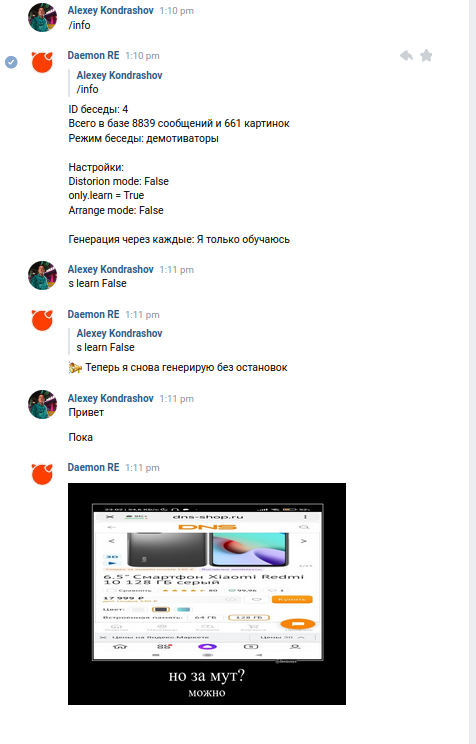 Alexey Kondrashov 1:10 pm
/info
Daemon RE 1:10 pm
Alexey Kondrashov
/info
ID беседы: 4
Всего в базе 8839 сообщений и 661 картинок
Режим беседы: демотиваторы
Настройки:
Distorion mode: False
only.learn = True
Arrange mode: False
Генерация через каждые: Я только обучаюсь
Alexey Kondrashov 1:11 pm
s learn False
Daemon RE 1:11 pm
Alexey Kondrashov
s learn False
Теперь я снова генерирую без остановок
Alexey Kondrashov 1:11 pm
Привет
Пока
Daemon RE 1:11 pm
dns-shop.ru
DNS
3D
6.5" Смартфон Xiaomi Redmi
10 128 ГБ серый
Сравнить
17 999 ₽
Купить
Цвет:
Встроенная память: 64 ГБ 128 ГБ
Цены на Яндекс.Маркете
но за мут?
можно